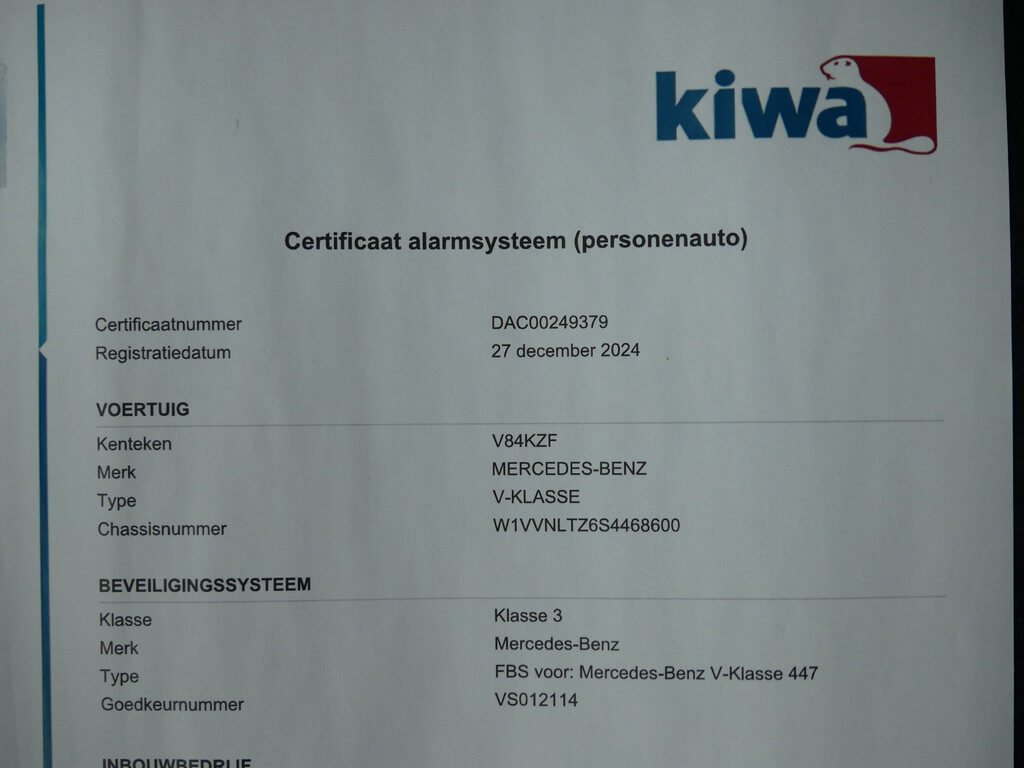 kiwa
Certificaat alarmsysteem (personenauto)
Certificaatnummer DAC00249379
Registratiedatum 27 december 2024
VOERTUIG
Kenteken V84KZF
Merk MERCEDES-BENZ
Type V-KLASSE
Chassisnummer W1VVNLTZ6S4468600
BEVEILIGINGSSYSTEEM
Klasse Klasse 3
Merk Mercedes-Benz
Type FBS voor: Mercedes-Benz V-Klasse 447
Goedkeurnummer VS012114
INBOUWBEDRIJF